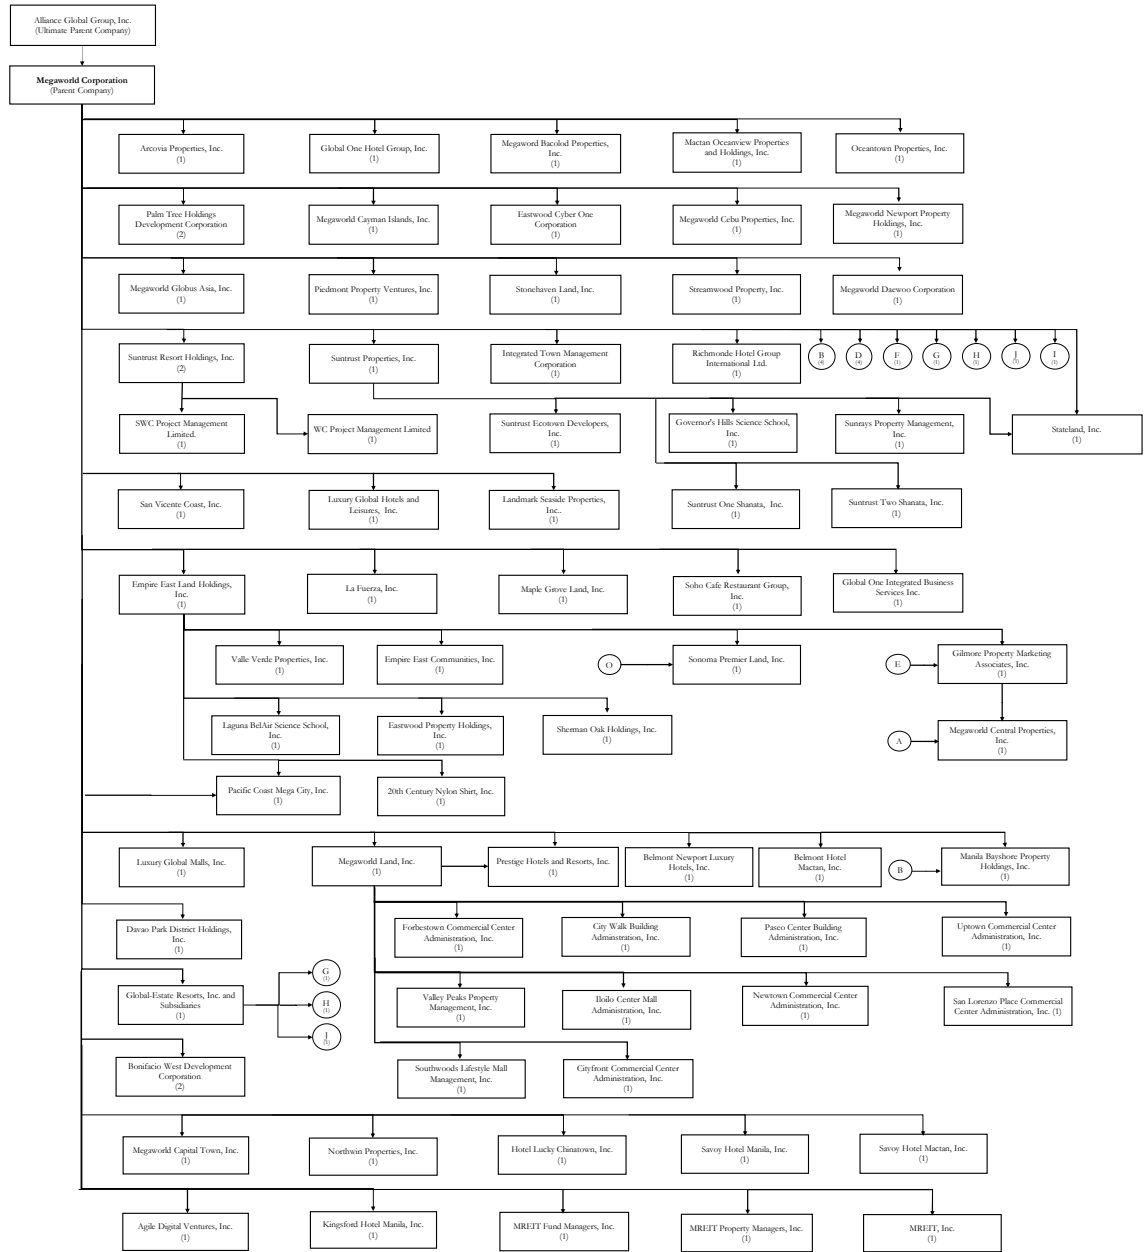 Alliance Global Group, Inc.
(Ultimate Parent Company)
Megaworld Corporation
(Parent Company)
Arcovia Properties, Inc.
(1)
Global One Hotel Group, Inc.
(1)
Megaword Bacolod Properties,
Inc.
(1)
Mactan Oceanview Properties
and Holdings, Inc.
(1)
Oceantown Properties, Inc.
(1)
Palm Tree Holdings
Development Corporation
(2)
Megaworld Cayman Islands, Inc.
(1)
Eastwood Cyber One
Corporation
(1)
Megaworld Cebu Properties, Inc.
(1)
Megaworld Newport Property
Holdings, Inc.
(1)
Megaworld Globus Asia, Inc.
(1)
Piedmont Property Ventures, Inc.
(1)
Stonehaven Land, Inc.
(1)
Streamwood Property, Inc.
(1)
Megaworld Daewoo Corporation
(1)
Suntrust Resort Holdings, Inc.
(2)
Suntrust Properties, Inc.
(1)
Integrated Town Management
Corporation
(1)
Richmonde Hotel Group
International Ltd.
(1)
B
(4)
D
(4)
F
(1)
G
(1)
H
(1)
J
(1)
I
(1)
SWC Project Management
Limited.
(1)
WC Project Management Limited
(1)
Suntrust Ecotown Developers,
Inc.
(1)
Governor's Hills Science School,
Inc.
(1)
Sunrays Property Management,
Inc.
(1)
Stateland, Inc.
(1)
San Vicente Coast, Inc.
(1)
Luxury Global Hotels and
Leisures, Inc.
(1)
Landmark Seaside Properties,
Inc..
(1)
Suntrust One Shanata, Inc.
(1)
Suntrust Two Shanata, Inc.
(1)
Empire East Land Holdings,
Inc.
(1)
La Fuerza, Inc.
(1)
Maple Grove Land, Inc.
(1)
Soho Cafe Restaurant Group,
Inc.
(1)
Global One Integrated Business
Services Inc.
(1)
Valle Verde Properties, Inc.
(1)
Empire East Communities, Inc.
(1)
O
Sonoma Premier Land, Inc.
(1)
E
Gilmore Property Marketing
Associates, Inc.
(1)
Laguna BelAir Science School,
Inc.
(1)
Eastwood Property Holdings,
Inc.
(1)
Sherman Oak Holdings, Inc.
(1)
A
Megaworld Central Properties,
Inc.
(1)
Pacific Coast Mega City, Inc.
(1)
20th Century Nylon Shirt, Inc.
(1)
Luxury Global Malls, Inc.
(1)
Megaworld Land, Inc.
(1)
Prestige Hotels and Resorts, Inc.
(1)
Belmont Newport Luxury
Hotels, Inc.
(1)
Belmont Hotel
Mactan, Inc.
(1)
B
Manila Bayshore Property
Holdings, Inc.
(1)
Davao Park District Holdings,
Inc.
(1)
Forbestown Commercial Center
Administration, Inc.
(1)
City Walk Building
Adminstration, Inc.
(1)
Paseo Center Building
Administration, Inc.
(1)
Uptown Commercial Center
Administration, Inc.
(1)
Global-Estate Resorts, Inc. and
Subsidiaries
(1)
G
(1)
H
(1)
J
(1)
Valley Peaks Property
Management, Inc.
(1)
Iloilo Center Mall
Administration, Inc.
(1)
Newtown Commercial Center
Administration, Inc.
(1)
San Lorenzo Place Commercial
Center Administration, Inc. (1)
Bonifacio West Development
Corporation
(2)
Southwoods Lifestyle Mall
Management, Inc.
(1)
Cityfront Commercial Center
Administration, Inc.
(1)
Megaworld Capital Town, Inc.
(1)
Northwin Properties, Inc.
(1)
Hotel Lucky Chinatown, Inc.
(1)
Savoy Hotel Manila, Inc.
(1)
Savoy Hotel Mactan, Inc.
(1)
Agile Digital Ventures, Inc.
(1)
Kingsford Hotel Manila, Inc.
(1)
MREIT Fund Managers, Inc.
(1)
MREIT Property Managers, Inc.
(1)
MREIT, Inc.
(1)